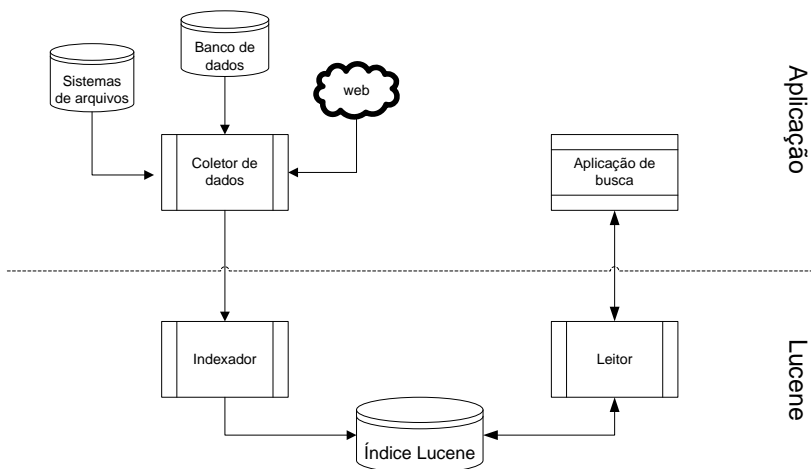 Banco de
dados
Sistemas
de arquivos
web
Coletor de
dados
Aplicação de
busca
Aplicação
Indexador
Leitor
Lucene
Índice Lucene